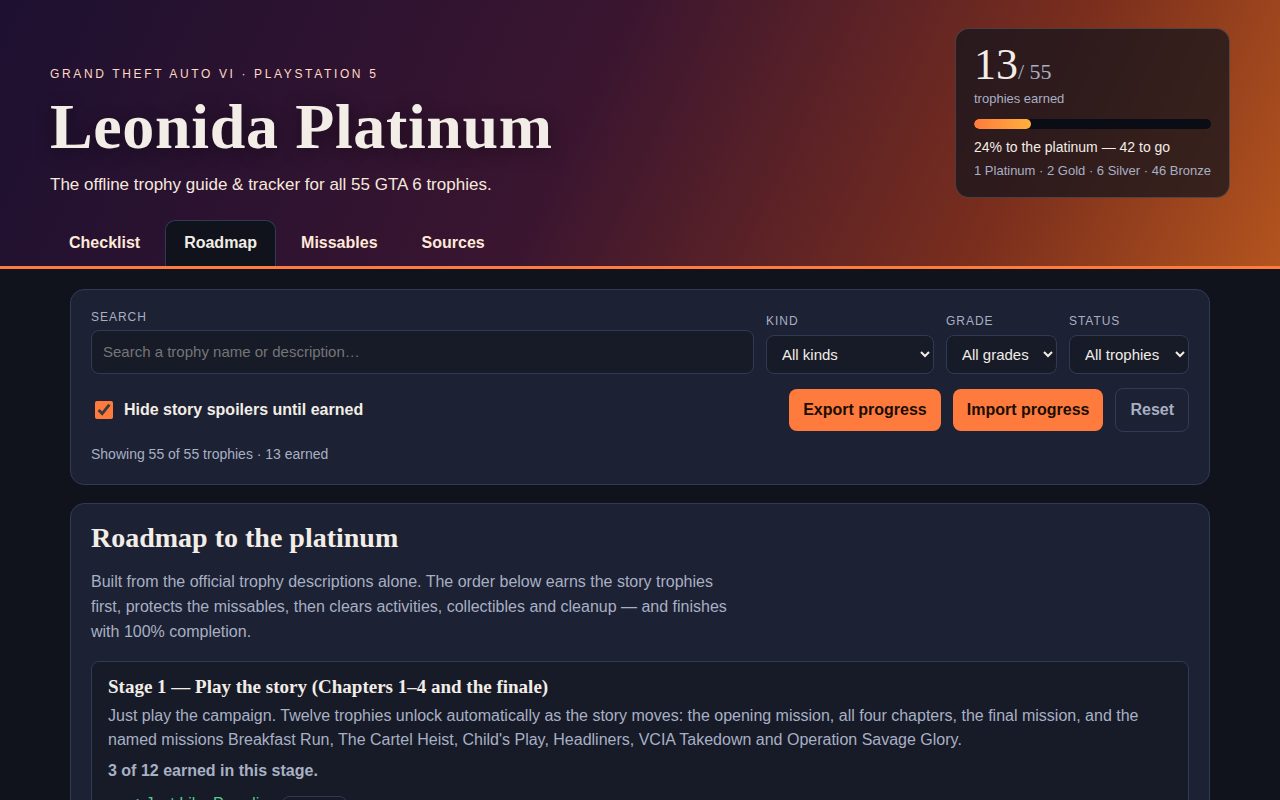 GRAND THEFT AUTO VI · PLAYSTATION 5
Leonida Platinum
The offline trophy guide & tracker for all 55 GTA 6 trophies.
13 / 55
trophies earned
24% to the platinum — 42 to go
1 Platinum · 2 Gold · 6 Silver · 46 Bronze
Checklist Roadmap Missables Sources
SEARCH KIND GRADE STATUS
Search a trophy name or description… All kinds All grades All trophies
Hide story spoilers until earned Export progress Import progress Reset
Showing 55 of 55 trophies · 13 earned
Roadmap to the platinum
Built from the official trophy descriptions alone. The order below earns the story trophies
first, protects the missables, then clears activities, collectibles and cleanup — and finishes
with 100% completion.
Stage 1 — Play the story (Chapters 1–4 and the finale)
Just play the campaign. Twelve trophies unlock automatically as the story moves: the opening mission, all four chapters, the final mission, and the
named missions Breakfast Run, The Cartel Heist, Child's Play, Headliners, VCIA Takedown and Operation Savage Glory.
3 of 12 earned in this stage.